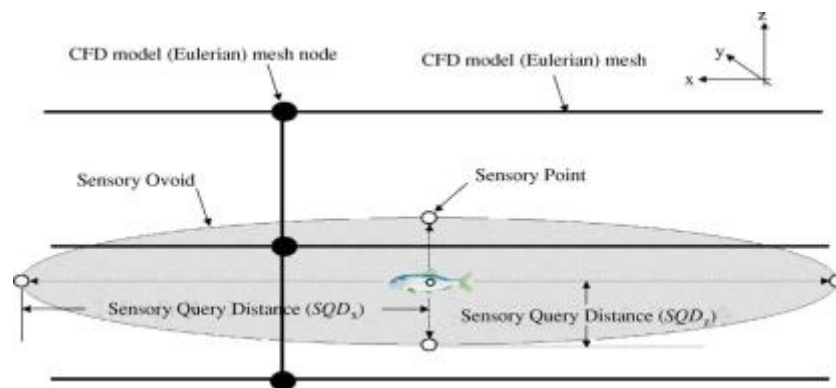 z
CFD model (Eulerian) mesh node
CFD model (Eulerian) mesh
y
x
Sensory Ovoid
Sensory Point
Sensory Query Distance (SQDx)
Sensory Query Distance (SQDz)